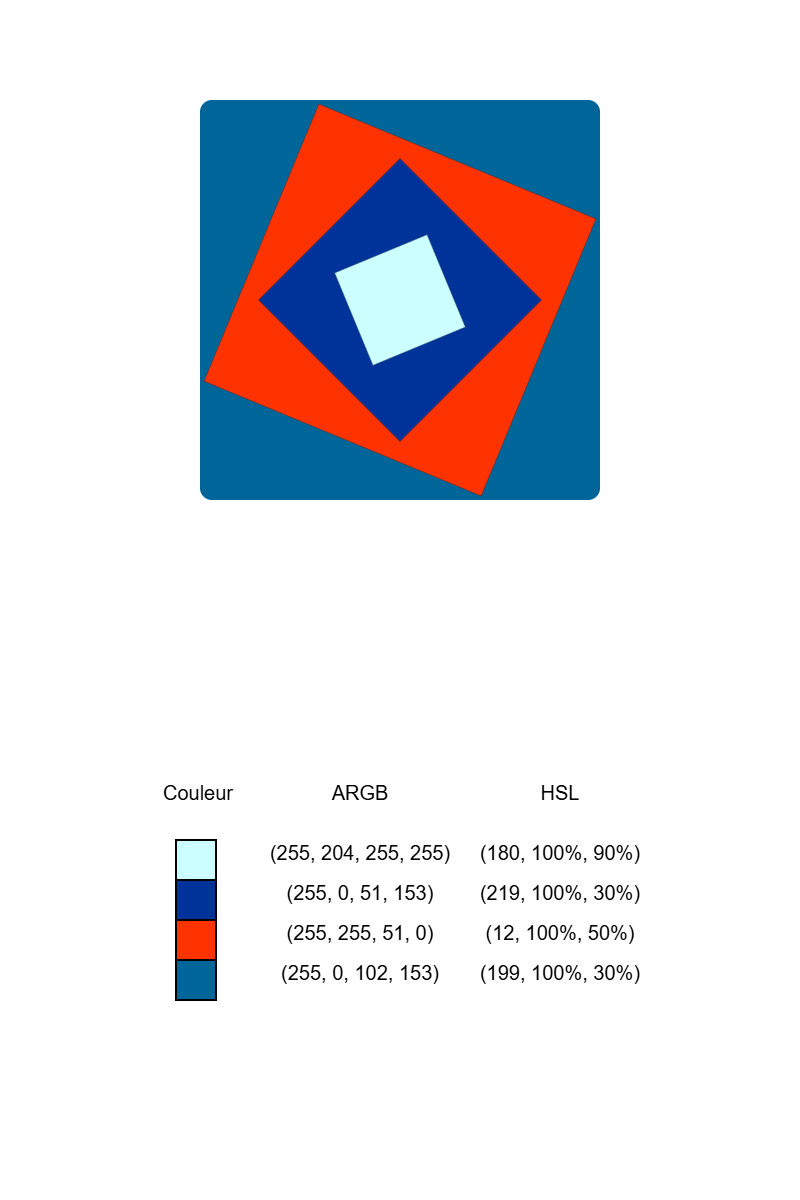 Couleur ARGB HSL
(255, 204, 255, 255) (180, 100%, 90%)
(255, 0, 51, 153) (219, 100%, 30%)
(255, 255, 51, 0) (12, 100%, 50%)
(255, 0, 102, 153) (199, 100%, 30%)